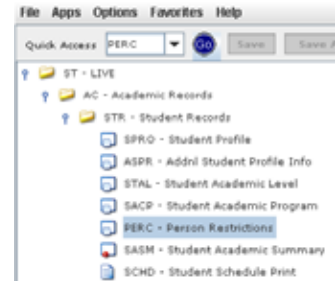 File Apps Options Favorites Help
Quick Access PERC Go Save Save A
ST - LIVE
AC - Academic Records
STR - Student Records
SPRO - Student Profile
ASPR - Addnl Student Profile Info
STAL - Student Academic Level
SACP - Student Academic Program
PERC - Person Restrictions
SASM - Student Academic Summary
SCHD - Student Schedule Print